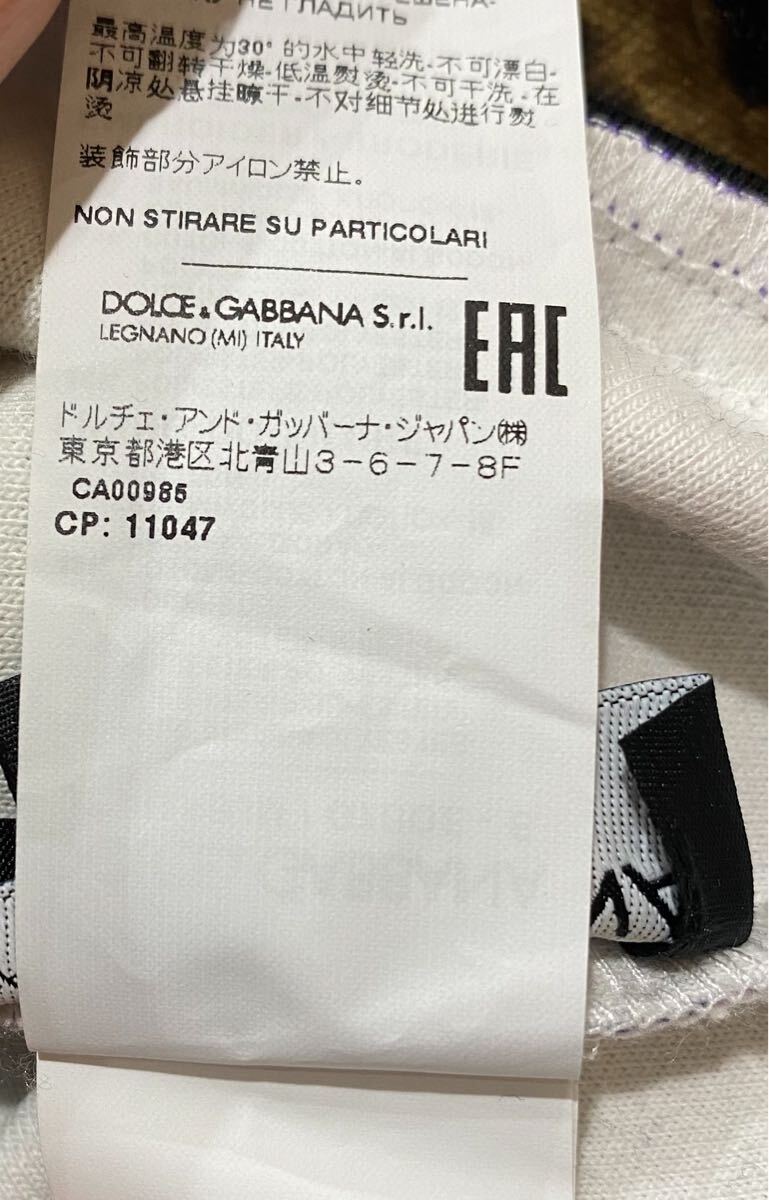 НЕ ГЛАДИТЬ
最高温度为30°的水中轻洗-不可漂白-
不可翻转干燥-低温熨烫-不可干洗-在
阴凉处悬挂曠干-不对细节处进行熨
烫
装飾部分アイロン禁止。
NON STIRARE SU PARTICOLARI
DOLCE & GABBANA S.r.l.
LEGNANO (MI) ITALY
EAC
ドルチェ・アンド・ガッバーナ・ジャパン㈱
東京都港区北青山3-6-7-8F
CA00985
CP: 11047